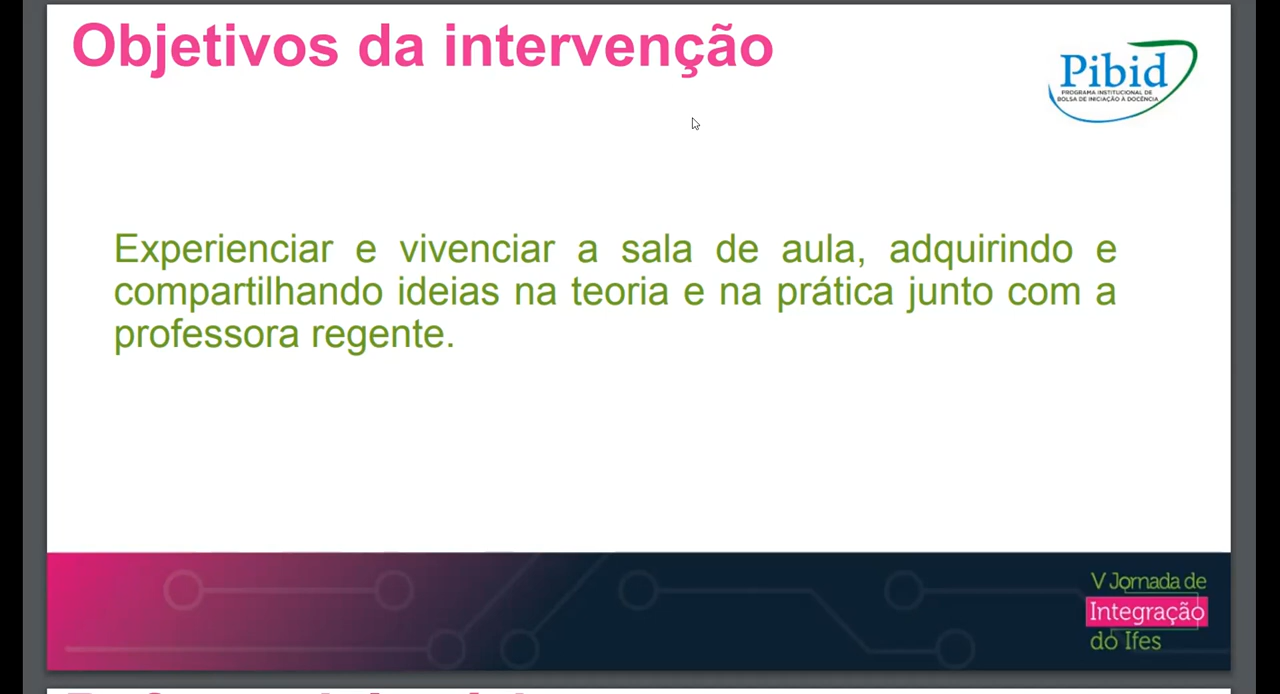 Objetivos da intervenção
Pibid
PROGRAMA INSTITUCIONAL DE
BOLSA DE INICIAÇÃO À DOCÊNCIA
Experienciar e vivenciar a sala de aula, adquirindo e
compartilhando ideias na teoria e na prática junto com a
professora regente.
V Jornada de
Integração
do Ifes